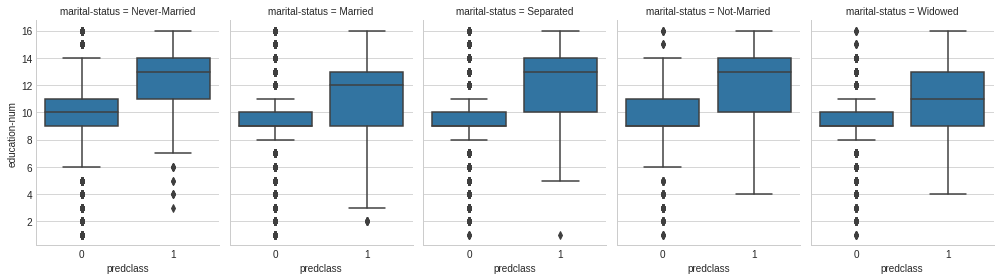 marital-status = Never-Married
marital-status = Married
marital-status = Separated
marital-status = Not-Married
marital-status = Widowed
education-num
16
14
12
10
8
6
4
2
0 1
0 1
0 1
0 1
0 1
predclass
predclass
predclass
predclass
predclass